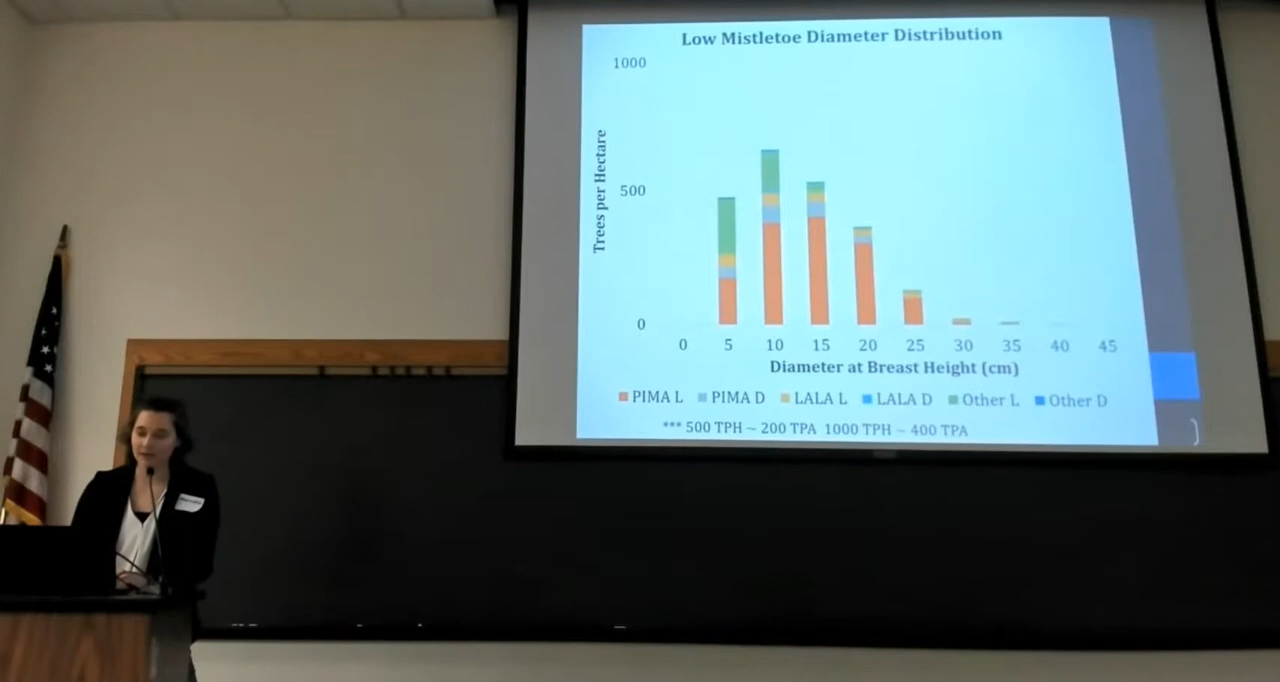 Low Mistletoe Diameter Distribution
1000
500
0
Trees per Hectare
0 5 10 15 20 25 30 35 40 45
Diameter at Breast Height (cm)
PIMA L PIMA D LALA L LALA D Other L Other D
*** 500 TPH ~ 200 TPA 1000 TPH ~ 400 TPA